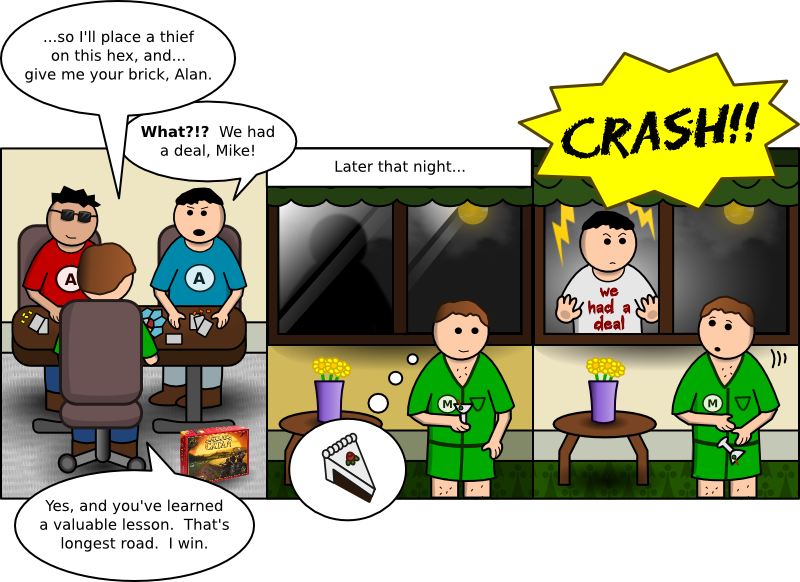 ...so I'll place a thief
on this hex, and...
give me your brick, Alan.
What?!? We had
a deal, Mike!
A
A
CATAN
Yes, and you've learned
a valuable lesson. That's
longest road. I win.
Later that night...
M
CRASH!!
we
had a
deal
M